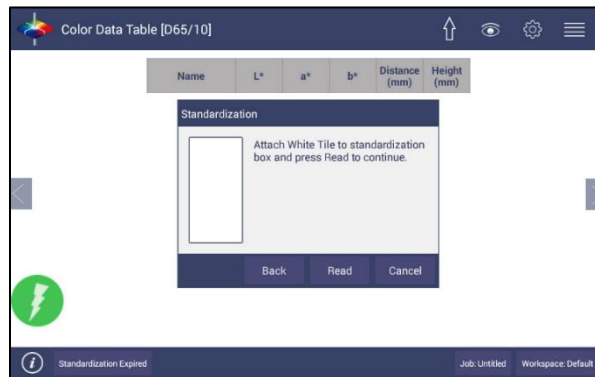 Color Data Table [D65/10]
Name L* a* b* Distance (mm) Height (mm)
Standardization
Attach White Tile to standardization
box and press Read to continue.
Back Read Cancel
Standardization Expired Job: Untitled Workspace: Default